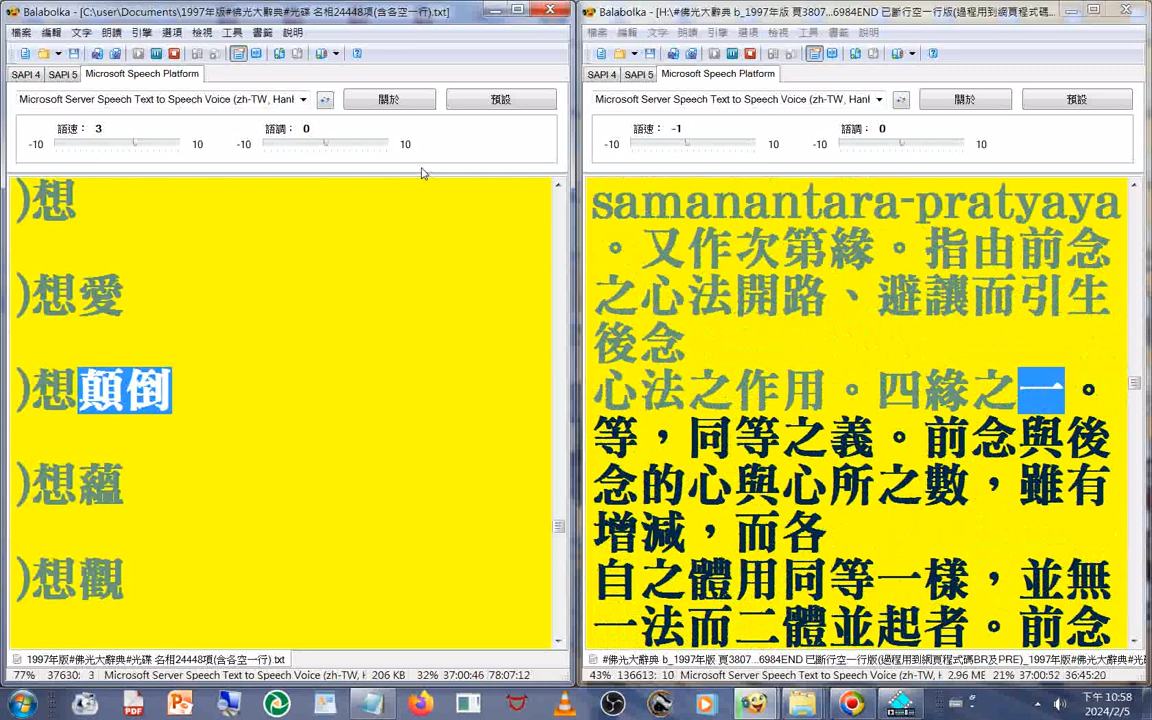 Balabolka - [C:\user\Documents\1997年版#佛光大辭典#光碟 名相24448項(含各空一行).txt]
檔案 編輯 文字 朗讀 引擎 選項 檢視 工具 書籤 說明
SAPI 4 SAPI 5 Microsoft Speech Platform
Microsoft Server Speech Text to Speech Voice (zh-TW, Hanl 關於 預設
語速： 3 語調： 0
-10 10 -10 10
)想
)想愛
)想顛倒
)想蘊
)想觀
1997年版#佛光大辭典#光碟 名相24448項(含各空一行).txt
77% 37630: 3 Microsoft Server Speech Text to Speech Voice (zh-TW, H 206 KB 32% 37:00:46 /78:07:12
Balabolka - [H:\#佛光大辭典 b_1997年版 頁3807...6984END 已斷行空一行版(過程用到網頁程式碼...
檔案 編輯 文字 朗讀 引擎 選項 檢視 工具 書籤 說明
SAPI 4 SAPI 5 Microsoft Speech Platform
Microsoft Server Speech Text to Speech Voice (zh-TW, Hanl 關於 預設
語速： -1 語調： 0
-10 10 -10 10
samanantara-pratyaya
。又作次第緣。指由前念
之心法開路、避讓而引生
後念
心法之作用。四緣之一。
等，同等之義。前念與後
念的心與心所之數，雖有
增減，而各
自之體用同等一樣，並無
一法而二體並起者。前念
#佛光大辭典 b_1997年版 頁3807...6984END 已斷行空一行版(過程用到網頁程式碼BR及PRE)_1997年版#佛光
43% 136613: 10 Microsoft Server Speech Text to Speech Voice (zh-TW, H 2.96 ME 21% 37:00:52 36:45:20
下午 10:58
2024/2/5